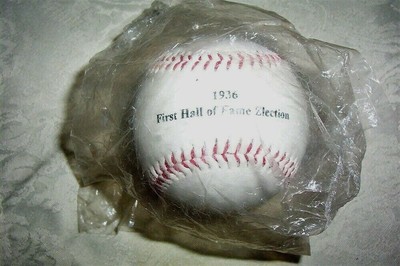 1936
First Hall of Fame Election